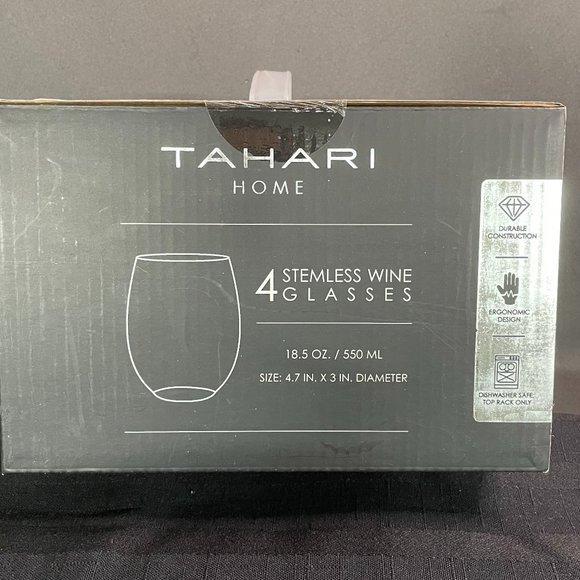 TAHARI
HOME
4 STEMLESS WINE
GLASSES
18.5 OZ. / 550 ML
SIZE: 4.7 IN. X 3 IN. DIAMETER
DURABLE
CONSTRUCTION
ERGONOMIC
DESIGN
DISHWASHER SAFE:
TOP RACK ONLY